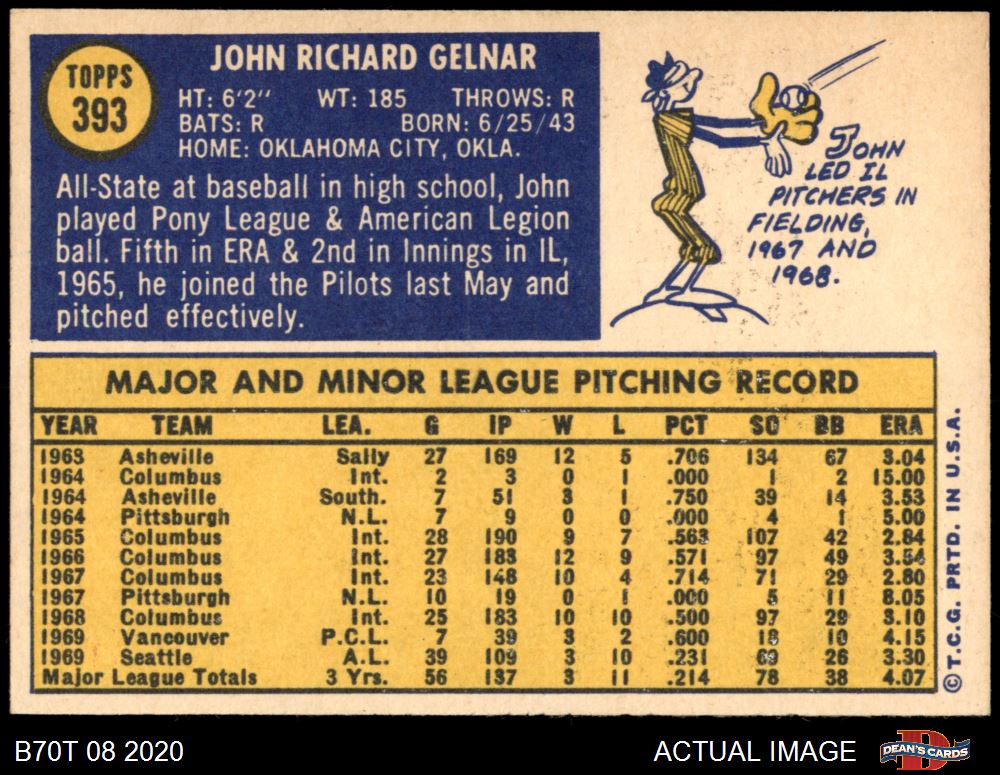 TOPPS
393
JOHN RICHARD GELNAR
HT: 6'2" WT: 185 THROWS: R
BATS: R BORN: 6/25/43
HOME: OKLAHOMA CITY, OKLA.
All-State at baseball in high school, John
played Pony League & American Legion
ball. Fifth in ERA & 2nd in Innings in IL,
1965, he joined the Pilots last May and
pitched effectively.
JOHN
LED IL
PITCHERS IN
FIELDING,
1967 AND
1968.
MAJOR AND MINOR LEAGUE PITCHING RECORD
YEAR TEAM LEA. G IP W L PCT SO BB ERA
1963 Asheville Sally 27 169 12 5 .706 134 67 3.04
1964 Columbus Int. 2 3 0 1 .000 1 2 15.00
1964 Asheville South. 7 51 3 1 .750 39 14 3.53
1964 Pittsburgh N.L. 7 9 0 0 .000 4 1 5.00
1965 Columbus Int. 28 190 9 7 .563 107 42 2.84
1966 Columbus Int. 27 183 12 9 .571 97 49 3.54
1967 Columbus Int. 23 148 10 4 .714 71 29 2.80
1967 Pittsburgh N.L. 10 19 0 1 .000 5 11 8.05
1968 Columbus Int. 25 183 10 10 .500 97 29 3.10
1969 Vancouver P.C.L. 7 39 3 2 .600 18 10 4.15
1969 Seattle A.L. 39 109 3 10 .231 69 26 3.30
Major League Totals 3 Yrs. 56 137 3 11 .214 78 38 4.07
© T.C.G. PRTD. IN U.S.A.
B70T 08 2020
ACTUAL IMAGE
DEAN'S CARDS